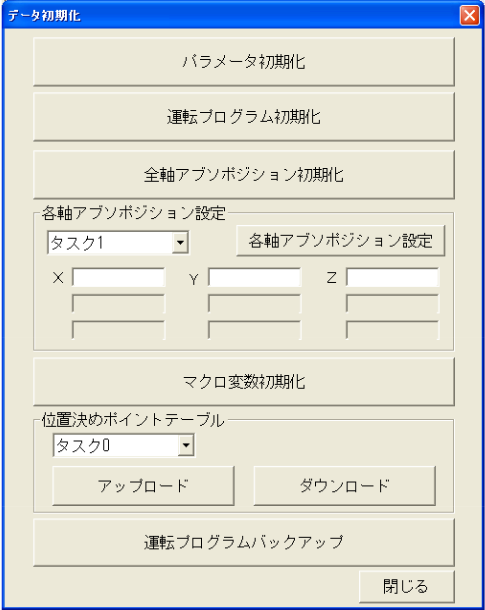 データ初期化
パラメータ初期化
運転プログラム初期化
全軸アブソポジション初期化
各軸アブソポジション設定
タスク1
各軸アブソポジション設定
X
Y
Z
マクロ変数初期化
位置決めポイントテーブル
タスク0
アップロード
ダウンロード
運転プログラムバックアップ
閉じる